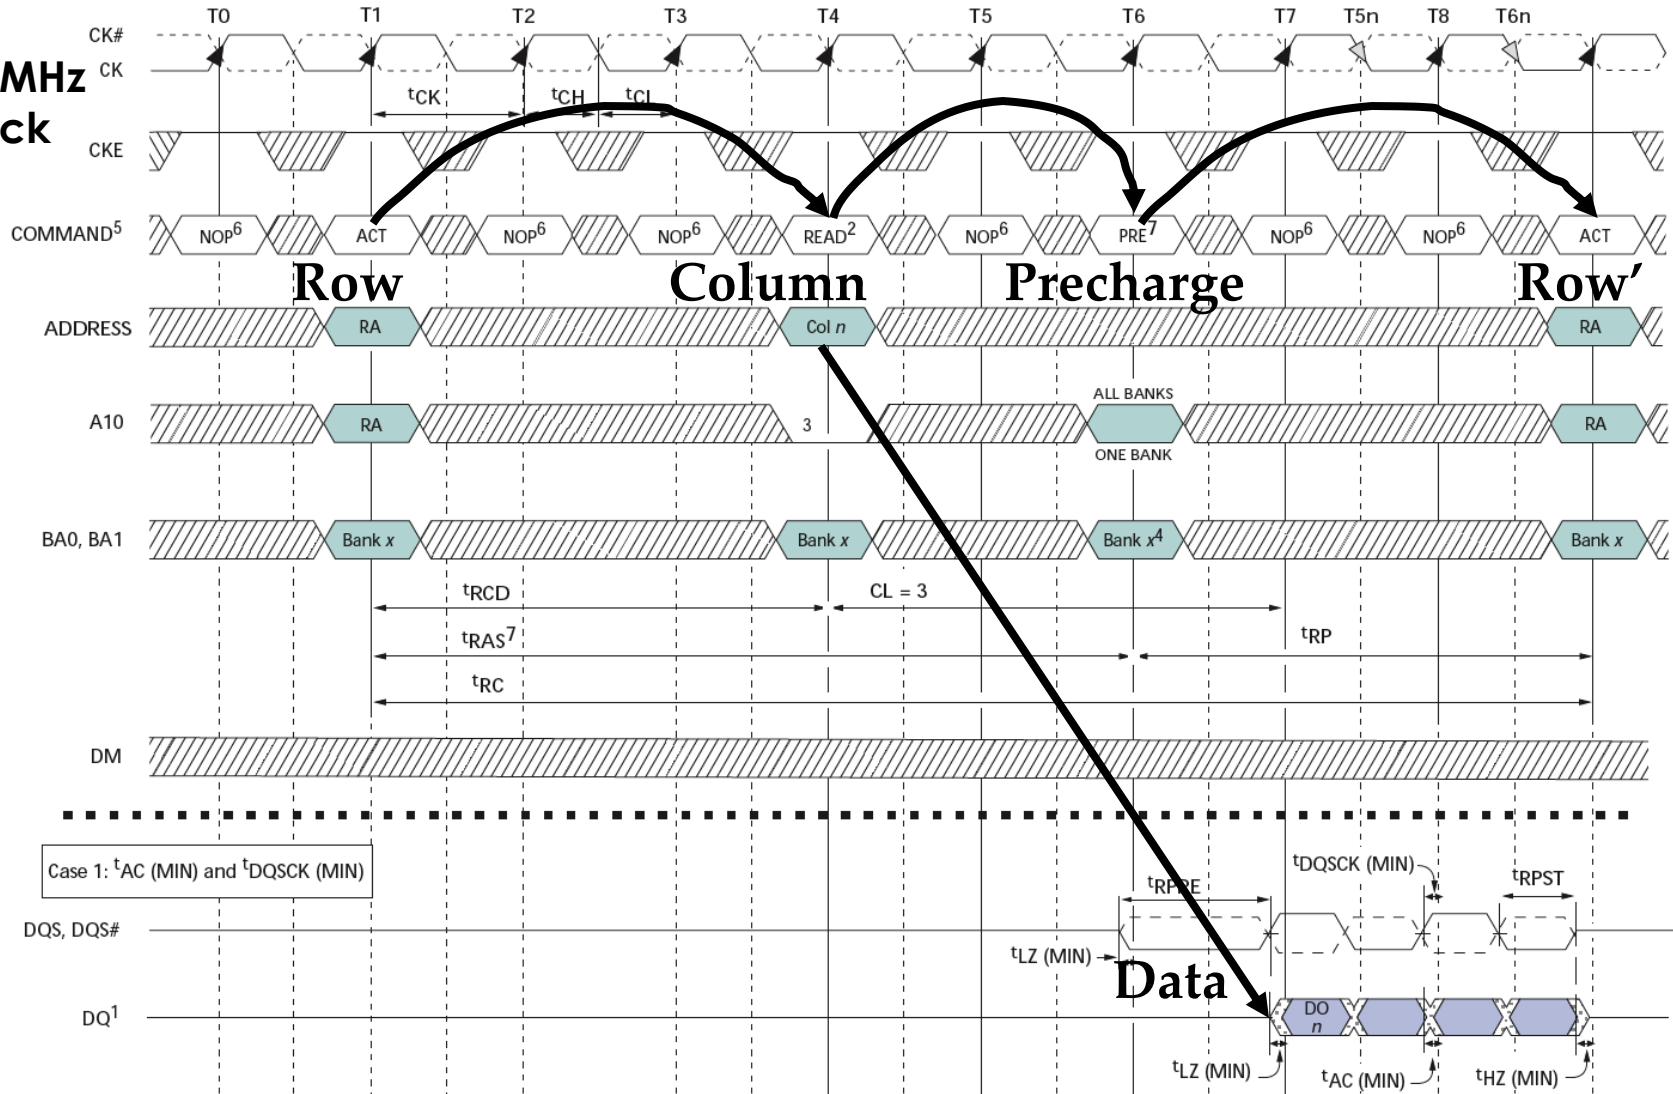 T0 T1 T2 T3 T4 T5 T6 T7 T5n T8 T6n
CK#
MHz
CK
ck
tCK tCH tCL
CKE
COMMAND5 NOP6 ACT NOP6 NOP6 READ2 NOP6 PRE7 NOP6 NOP6 ACT
Row Column Precharge Row’
ADDRESS RA Col n RA
ALL BANKS
A10 RA 3 RA
ONE BANK
BA0, BA1 Bank x Bank x Bank x4 Bank x
tRCD CL = 3
tRAS7 tRP
tRC
DM
Case 1: tAC (MIN) and tDQSCK (MIN)
tDQSCK (MIN)
tRPRE tRPST
DQS, DQS#
tLZ (MIN)
Data
DQ1 DO
n
tLZ (MIN) tAC (MIN) tHZ (MIN)